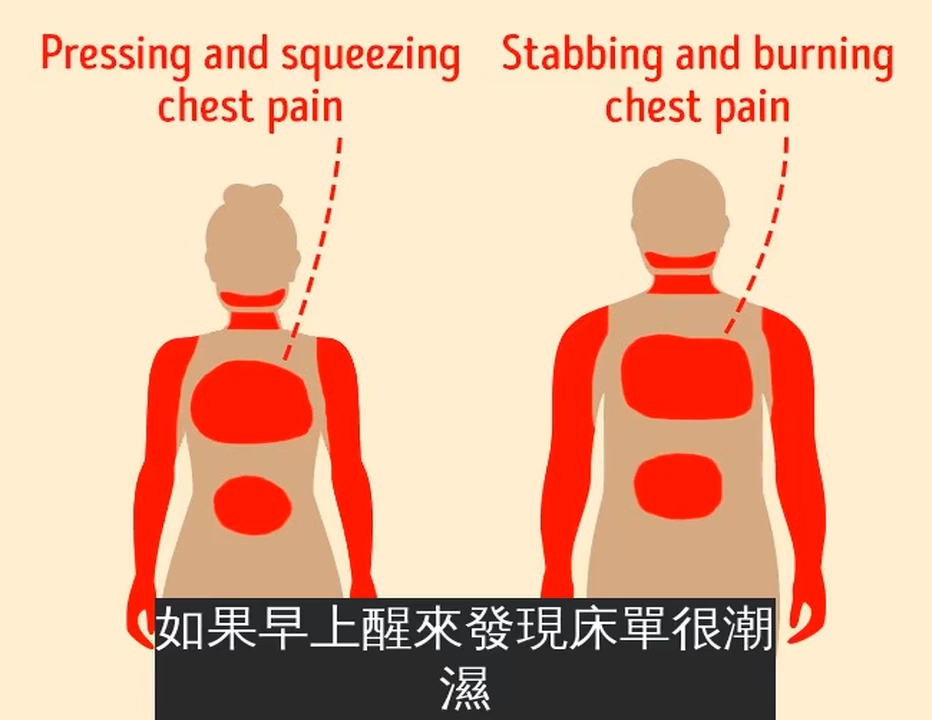 Pressing and squeezing
chest pain
Stabbing and burning
chest pain
如果早上醒來發現床單很潮
濕